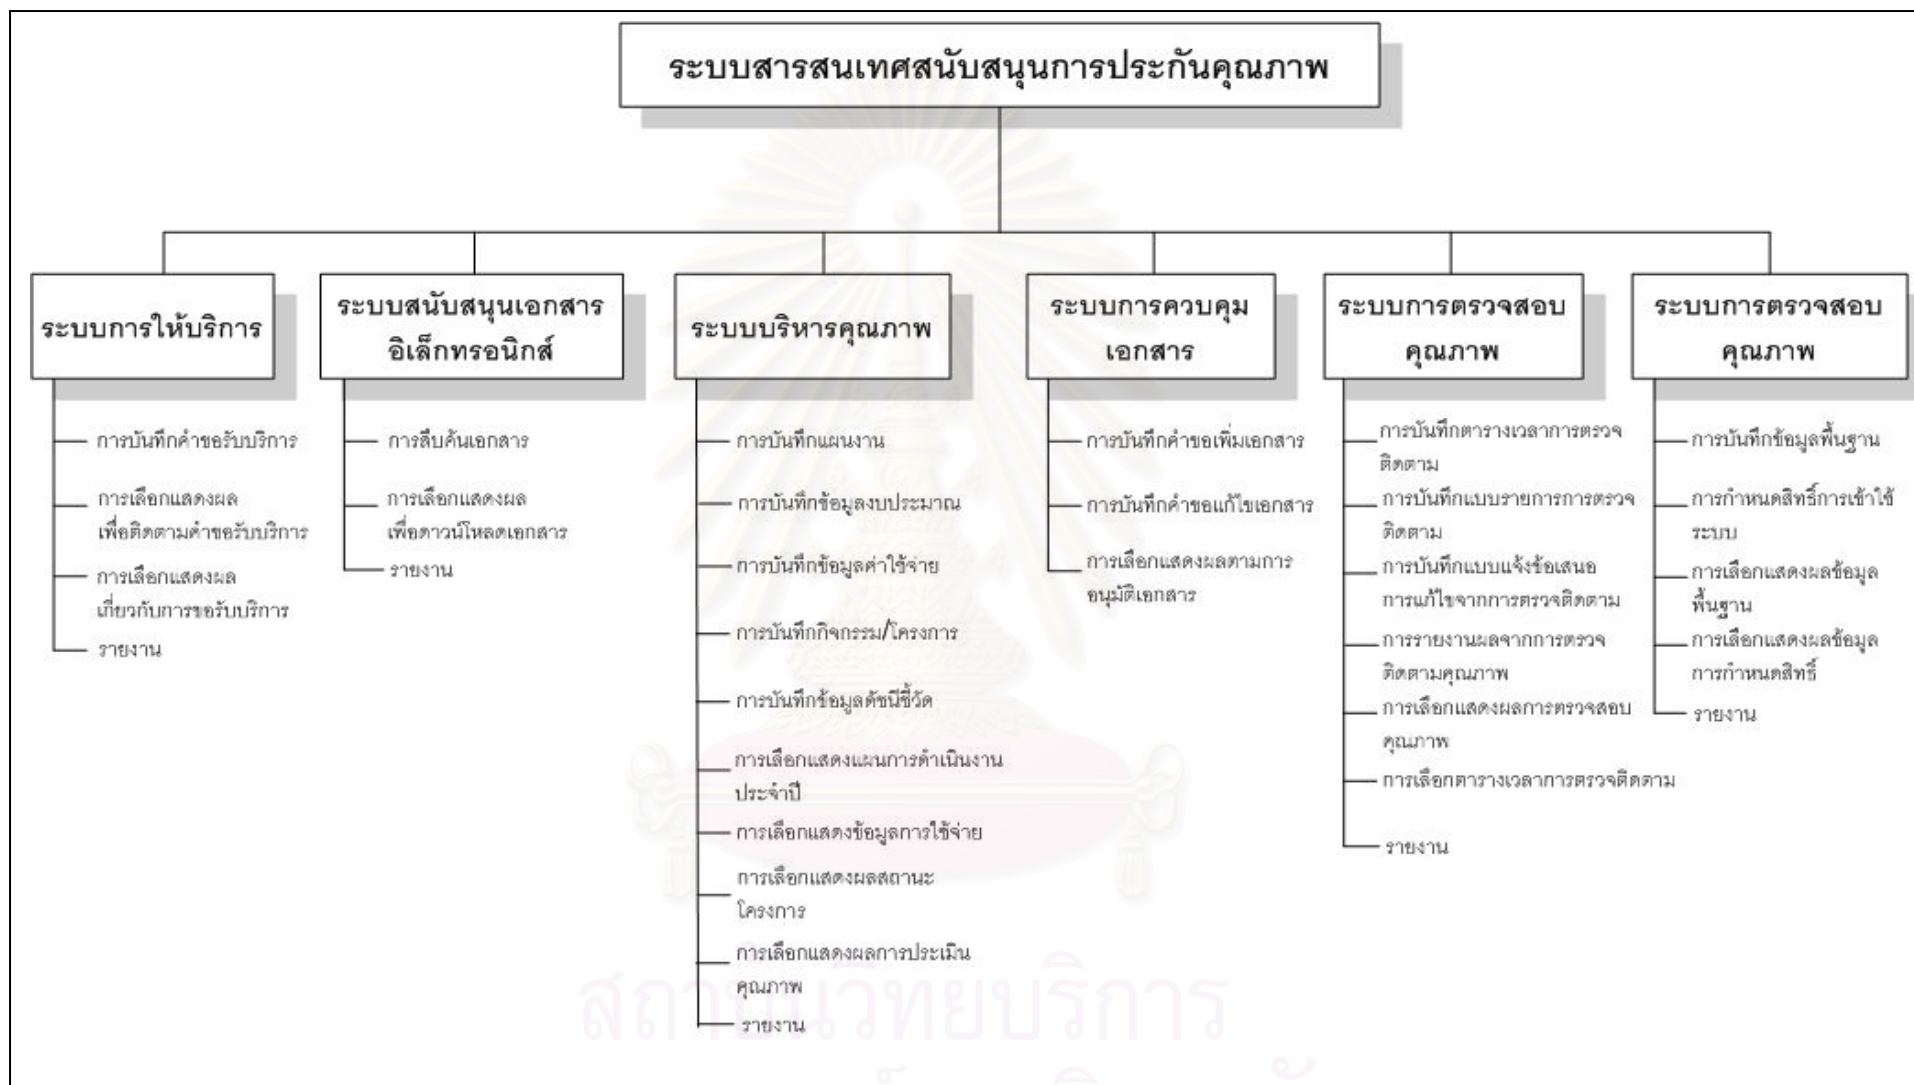 ระบบสารสนเทศสนับสนุนการประกันคุณภาพ
ระบบการให้บริการ
การบันทึกคำขอรับบริการ
การเลือกแสดงผล
เพื่อติดตามคำขอรับบริการ
การเลือกแสดงผล
เกี่ยวกับการขอรับบริการ
รายงาน
ระบบสนับสนุนเอกสาร
อิเล็กทรอนิกส์
การสืบค้นเอกสาร
การเลือกแสดงผล
เพื่อดาวน์โหลดเอกสาร
รายงาน
ระบบบริหารคุณภาพ
การบันทึกแผนงาน
การบันทึกข้อมูลงบประมาณ
การบันทึกข้อมูลค่าใช้จ่าย
การบันทึกกิจกรรม/โครงการ
การบันทึกข้อมูลดัชนีชี้วัด
การเลือกแสดงแผนการดำเนินงาน
ประจำปี
การเลือกแสดงข้อมูลการใช้จ่าย
การเลือกแสดงผลสถานะ
โครงการ
การเลือกแสดงผลการประเมิน
คุณภาพ
รายงาน
ระบบการควบคุม
เอกสาร
การบันทึกคำขอเพิ่มเอกสาร
การบันทึกคำขอแก้ไขเอกสาร
การเลือกแสดงผลตามการ
อนุมัติเอกสาร
ระบบการตรวจสอบ
คุณภาพ
การบันทึกตารางเวลาการตรวจ
ติดตาม
การบันทึกแบบรายการการตรวจ
ติดตาม
การบันทึกแบบแจ้งข้อเสนอ
การแก้ไขจากการตรวจติดตาม
การรายงานผลจากการตรวจ
ติดตามคุณภาพ
การเลือกแสดงผลการตรวจสอบ
คุณภาพ
การเลือกตารางเวลาการตรวจติดตาม
รายงาน
ระบบการตรวจสอบ
คุณภาพ
การบันทึกข้อมูลพื้นฐาน
การกำหนดสิทธิ์การเข้าใช้
ระบบ
การเลือกแสดงผลข้อมูล
พื้นฐาน
การเลือกแสดงผลข้อมูล
การกำหนดสิทธิ์
รายงาน
สถาบันวิทยบริการ